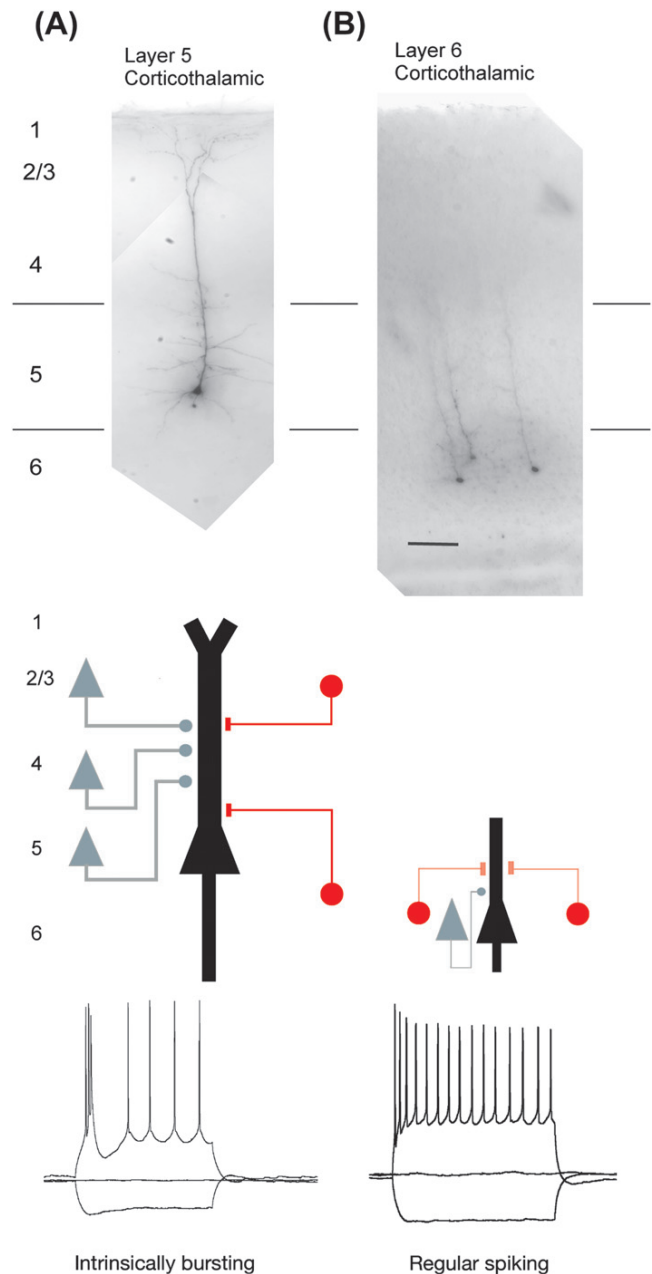 (A)
(B)
Layer 5
Corticothalamic
Layer 6
Corticothalamic
1
2/3
4
5
6
1
2/3
4
5
6
Intrinsically bursting
Regular spiking